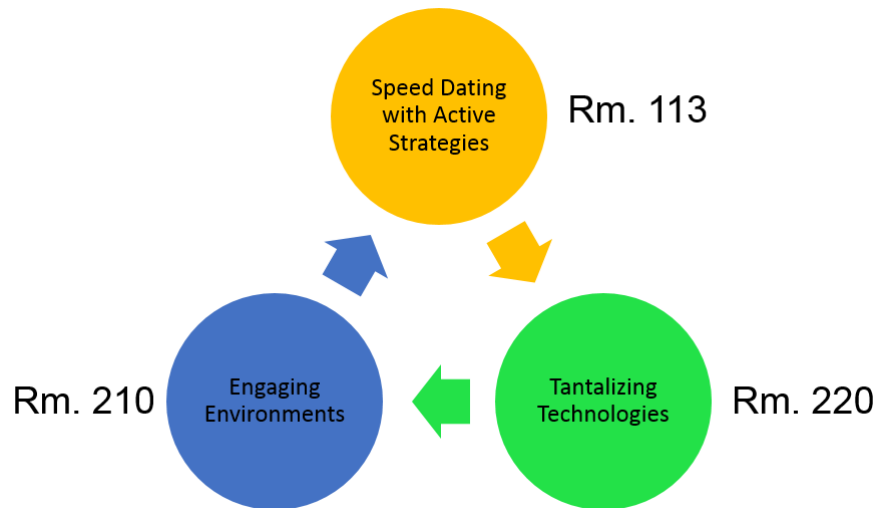 Speed Dating
with Active
Strategies
Rm. 113
Rm. 210
Engaging
Environments
Tantalizing
Technologies
Rm. 220